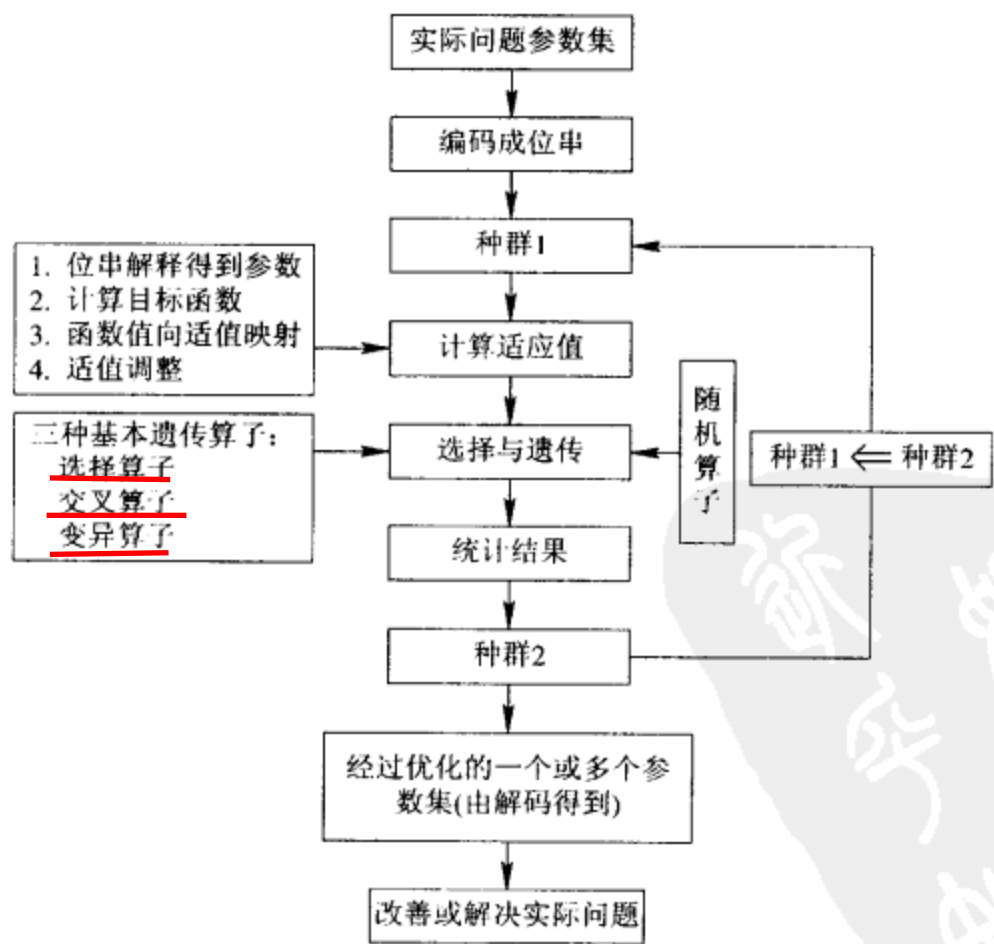 实际问题参数集
编码成位串
种群1
1. 位串解释得到参数
2. 计算目标函数
3. 函数值向适值映射
4. 适值调整
计算适应值
三种基本遗传算子：
选择算子
交叉算子
变异算子
选择与遗传
随机算子
种群1 ⇐ 种群2
统计结果
种群2
经过优化的一个或多个参
数集(由解码得到)
改善或解决实际问题